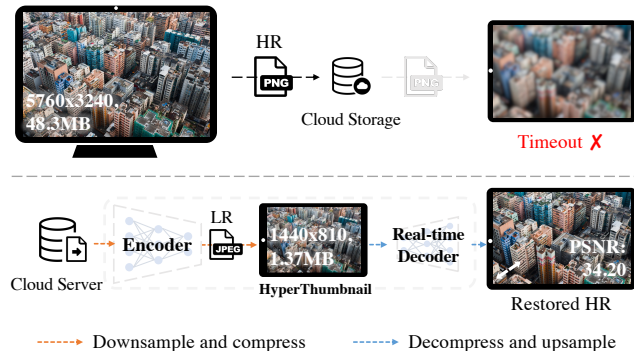 HR
PNG
PNG
5760x3240,
48.3MB
Cloud Storage
Timeout ✗
LR
Encoder
JPEG
1440x810,
1.37MB
Real-time
Decoder
PSNR:
34.20
Cloud Server
HyperThumbnail
Restored HR
Downsample and compress
Decompress and upsample